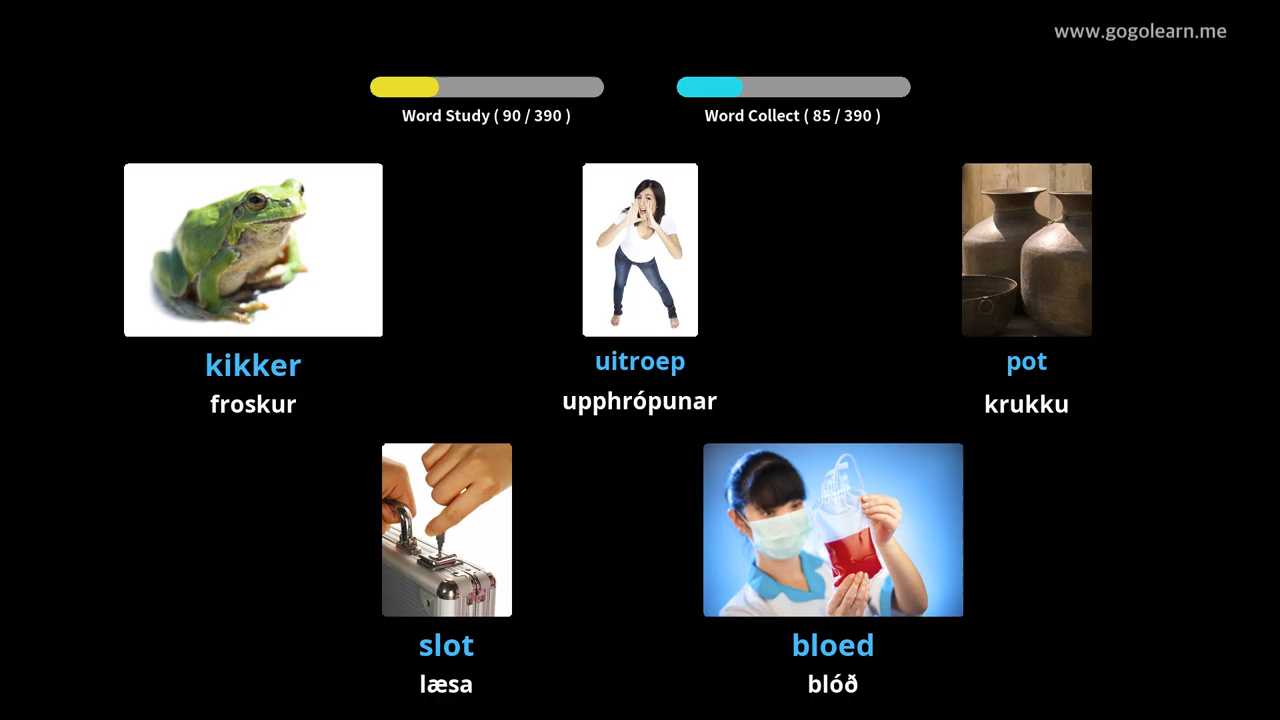 www.gogolearn.me
Word Study ( 90 / 390 )
Word Collect ( 85 / 390 )
kikker
froskur
uitroep
upphrópunar
pot
krukku
slot
læsa
bloed
blóð